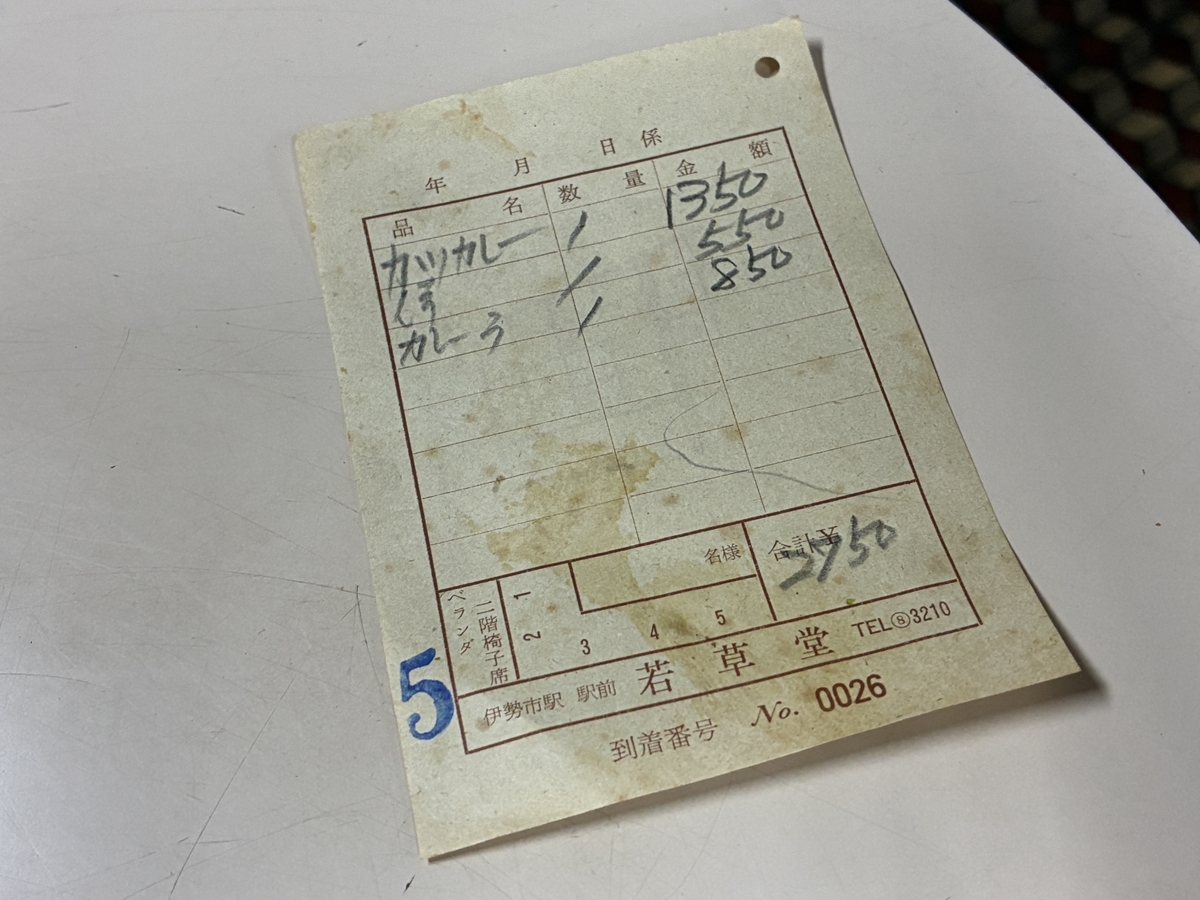 年 月 日 係
品 名 数 量 金 額
カツカレー 1 1350
1 550
カレーう 1 850
名様 合計¥ 2750
ベランダ 二階椅子席 1 2 3 4 5
5
伊勢市駅 駅前 若草堂 TEL⑧3210
到着番号 No. 0026